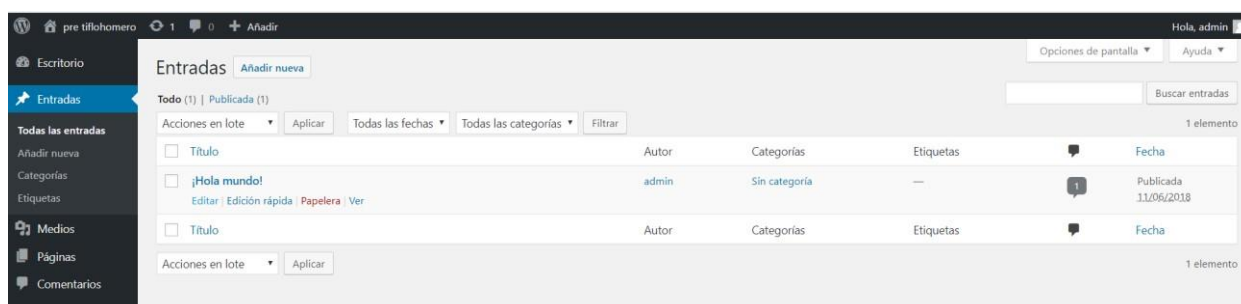 pre tiflohomero 1 0 + Añadir Hola, admin
Escritorio
Entradas
Todas las entradas
Añadir nueva
Categorías
Etiquetas
Medios
Páginas
Comentarios
Opciones de pantalla ▼ Ayuda ▼
Entradas Añadir nueva
Todo (1) | Publicada (1)
Buscar entradas
Acciones en lote ▼ Aplicar Todas las fechas ▼ Todas las categorías ▼ Filtrar 1 elemento
Título Autor Categorías Etiquetas Fecha
¡Hola mundo! admin Sin categoría — 1 Publicada
Editar | Edición rápida | Papelera | Ver 11/06/2018
Título Autor Categorías Etiquetas Fecha
Acciones en lote ▼ Aplicar 1 elemento